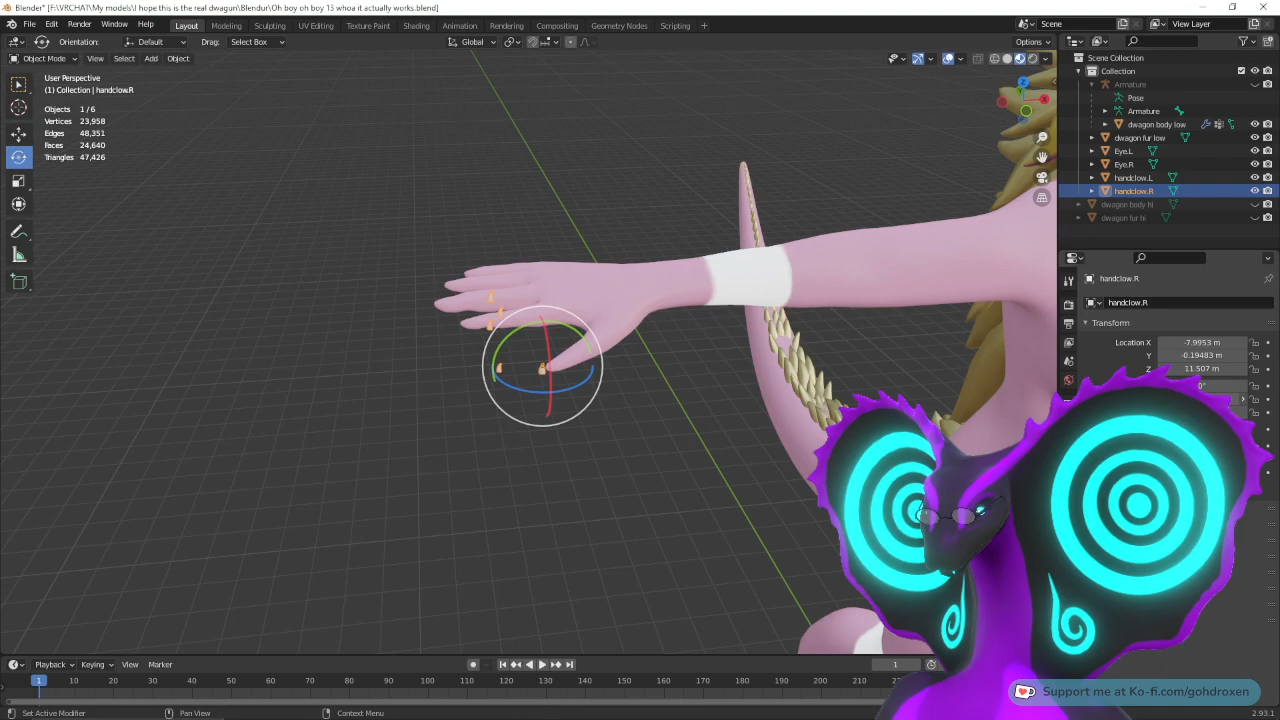 Blender* [F:\VRCHAT\My models\I hope this is the real dwagon\Blendur\Oh boy oh boy 13 whoa it actually works.blend]
File Edit Render Window Help Layout Modeling Sculpting UV Editing Texture Paint Shading Animation Rendering Compositing Geometry Nodes Scripting + Scene View Layer
Orientation: Default Drag: Select Box Global Options
Object Mode View Select Add Object
User Perspective
(1) Collection | handclow.R
Objects 1/6
Vertices 23,958
Edges 48,351
Faces 24,640
Triangles 47,426
Scene Collection
Collection
Armature
Pose
Armature
dwagon body low
dwagon fur low
Eye.L
Eye.R
handclow.L
handclow.R
dwagon body hi
dwagon fur hi
handclow.R
handclow.R
Transform
Location X -7.9953 m
Y -0.19483 m
Z 11.507 m
0°
Playback Keying View Marker 1
1 10 20 30 40 50 60 70 80 90 100 110 120 130 140 150 160 170 180 190 200 210 220
Support me at Ko-fi.com/gohdroxen
Set Active Modifier Pan View Context Menu 2.93.1